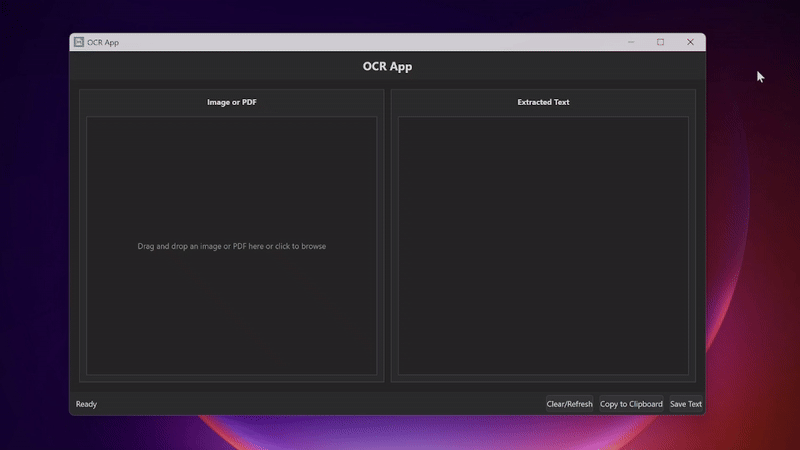 OCR App
OCR App
Image or PDF
Extracted Text
Drag and drop an image or PDF here or click to browse
Ready
Clear/Refresh
Copy to Clipboard
Save Text